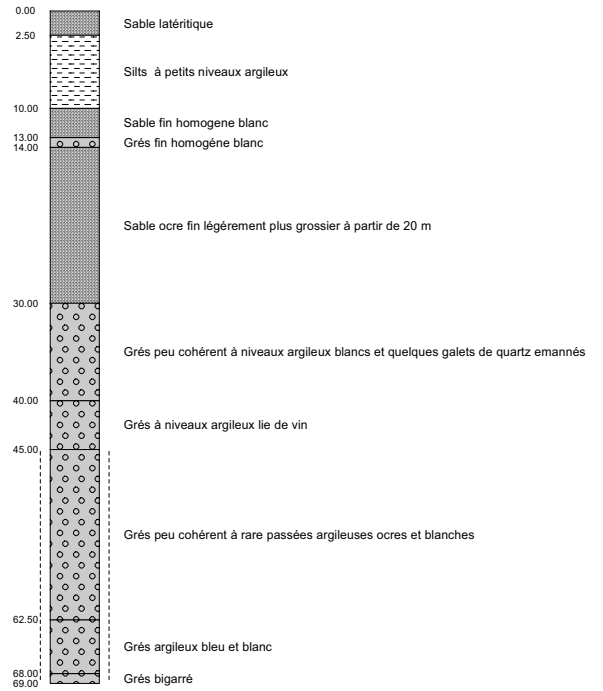 0.00
Sable latéritique
2.50
Silts à petits niveaux argileux
10.00
Sable fin homogene blanc
13.00
Grés fin homogéne blanc
14.00
Sable ocre fin légérement plus grossier à partir de 20 m
30.00
Grés peu cohérent à niveaux argileux blancs et quelques galets de quartz emannés
40.00
Grés à niveaux argileux lie de vin
45.00
Grés peu cohérent à rare passées argileuses ocres et blanches
62.50
Grés argileux bleu et blanc
68.00
Grés bigarré
69.00